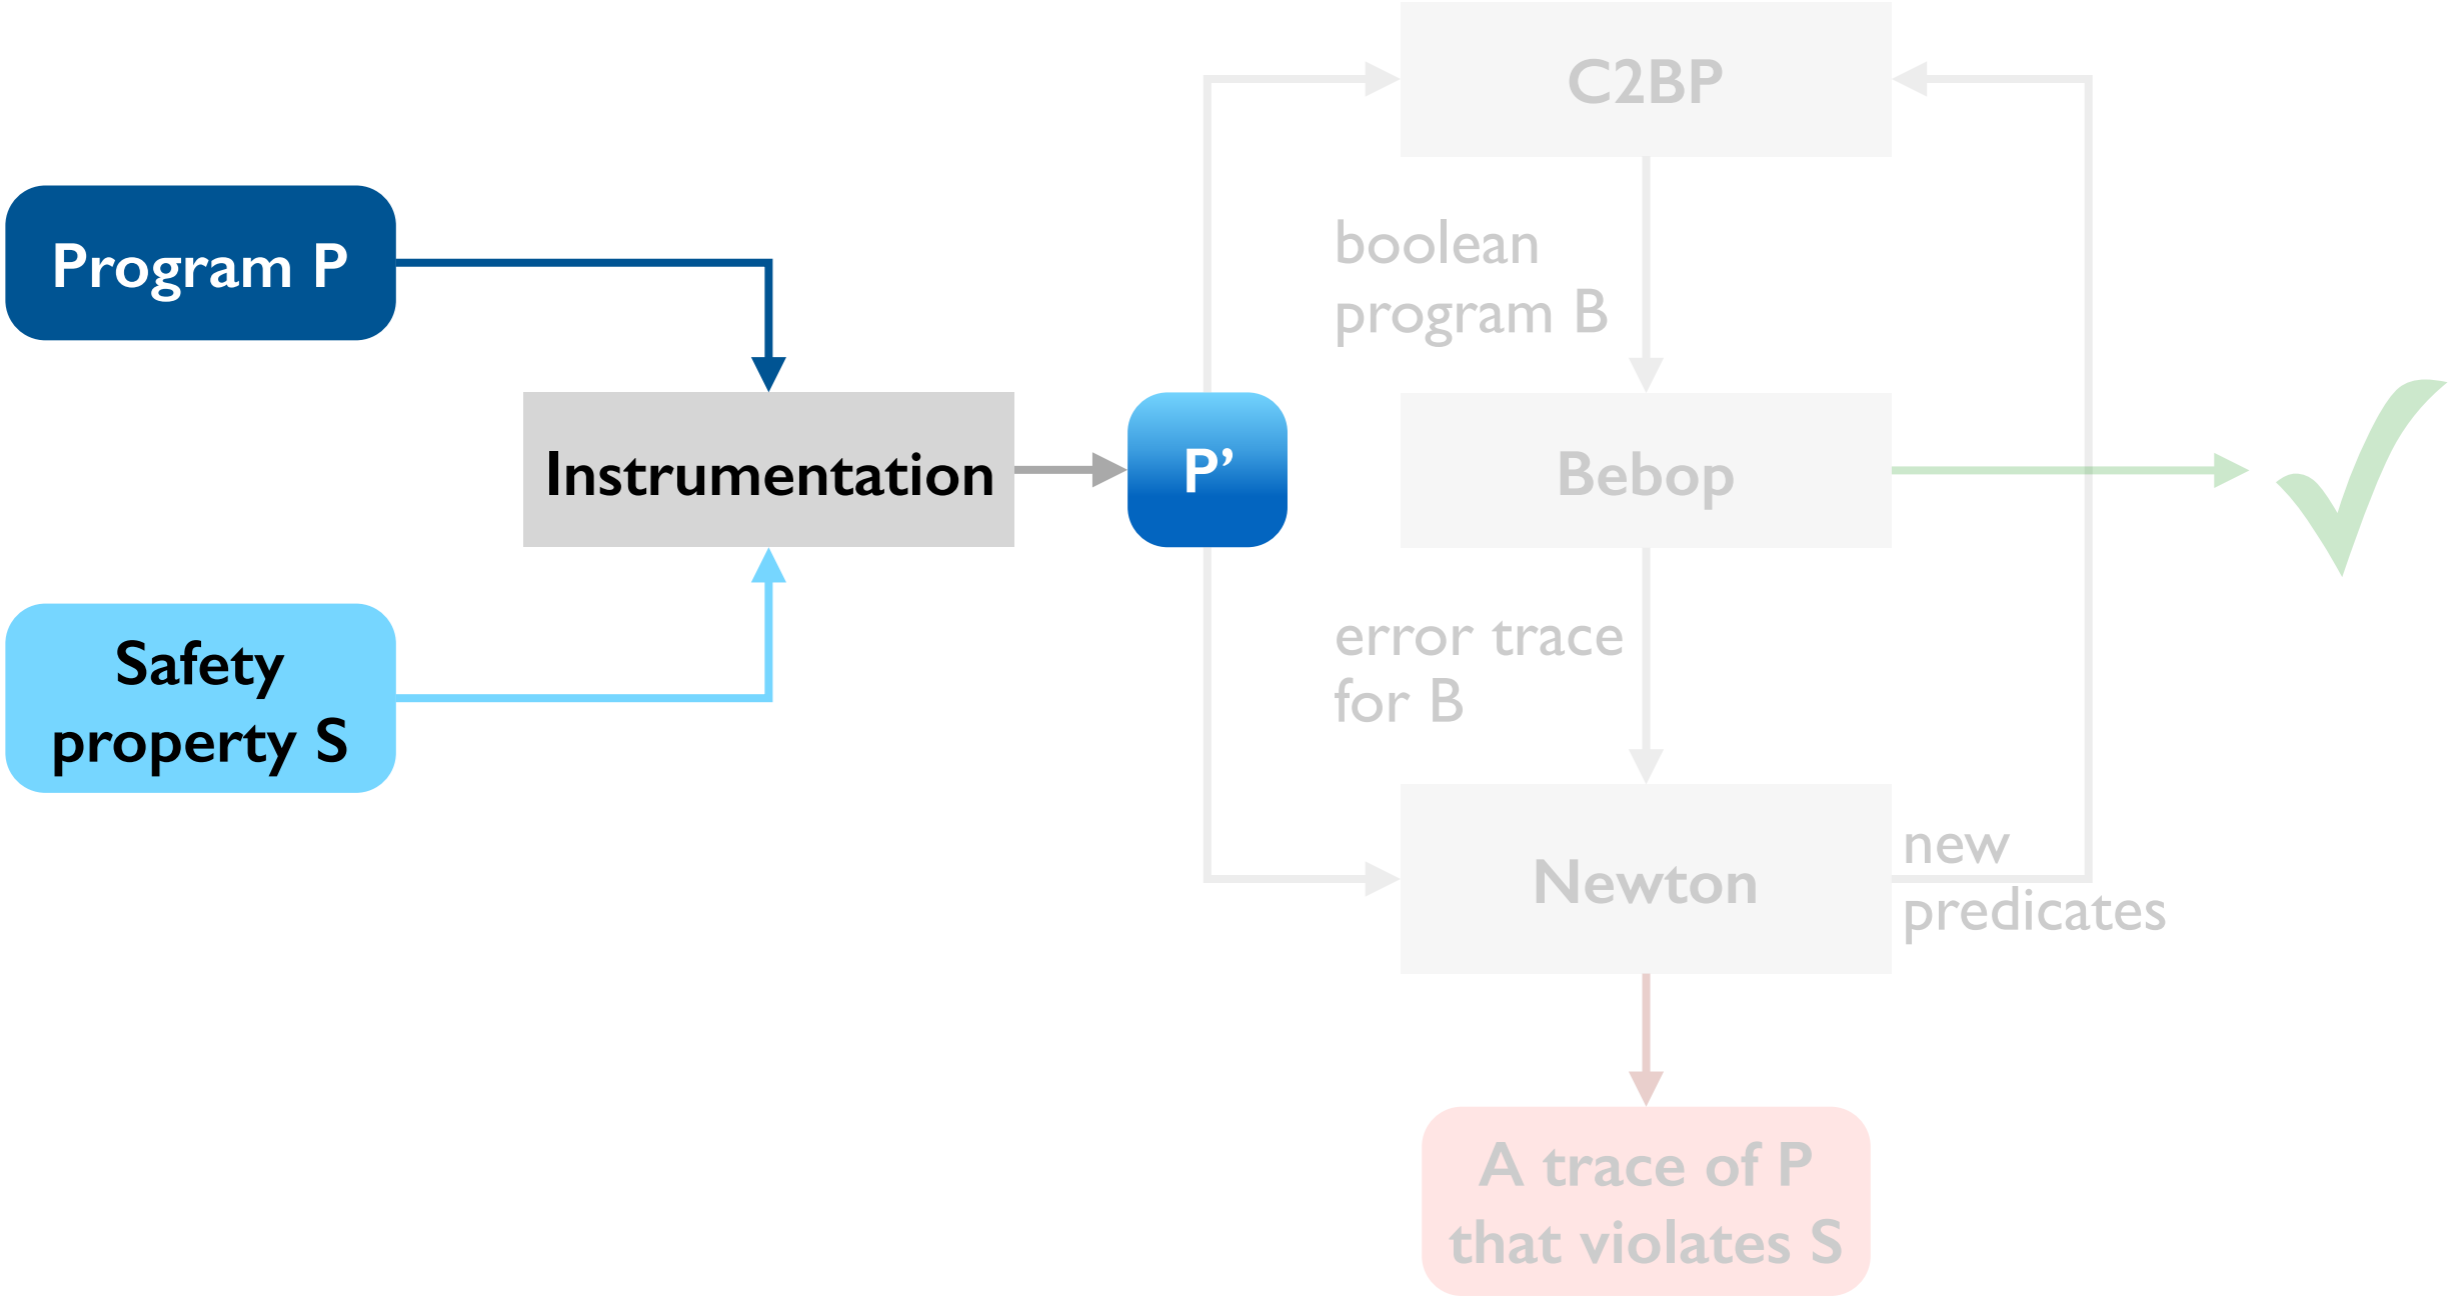 Program P
Safety
property S
Instrumentation
P’
C2BP
boolean
program B
Bebop
error trace
for B
Newton
new
predicates
A trace of P
that violates S